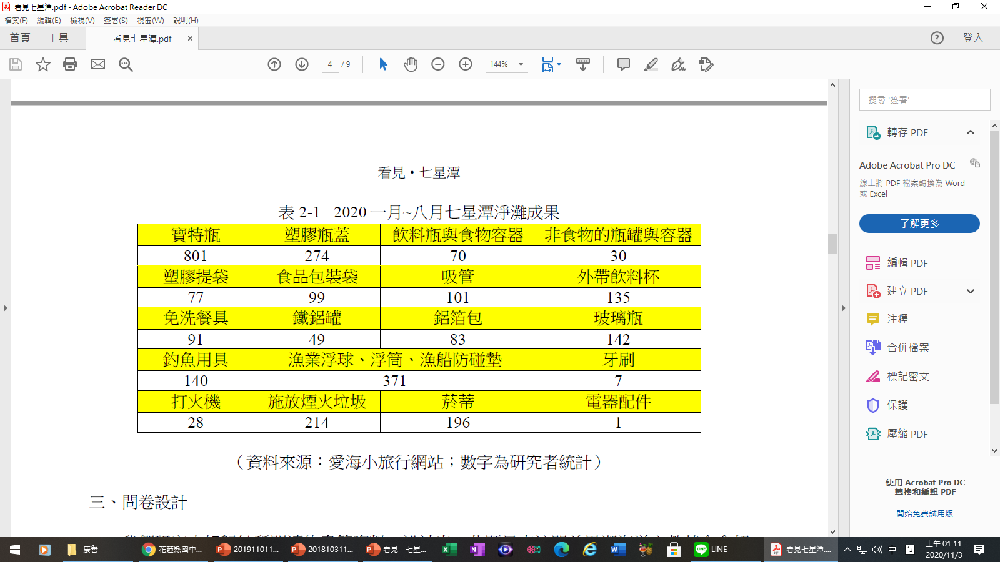 看見七星潭.pdf - Adobe Acrobat Reader DC
檔案(F) 編輯(E) 檢視(V) 簽署(S) 視窗(W) 說明(H)
首頁 工具 看見七星潭.pdf × 登入
4 / 9 144%
搜尋 '簽署'
轉存 PDF
Adobe Acrobat Pro DC
線上將 PDF 檔案轉換為 Word
或 Excel
了解更多
編輯 PDF
建立 PDF
注釋
合併檔案
標記密文
保護
壓縮 PDF
使用 Acrobat Pro DC
轉換和編輯 PDF
開始免費試用版
看見・七星潭
表 2-1 2020 一月~八月七星潭淨灘成果
寶特瓶 塑膠瓶蓋 飲料瓶與食物容器 非食物的瓶罐與容器
801 274 70 30
塑膠提袋 食品包裝袋 吸管 外帶飲料杯
77 99 101 135
免洗餐具 鐵鋁罐 鋁箔包 玻璃瓶
91 49 83 142
釣魚用具 漁業浮球、浮筒、漁船防碰墊 牙刷
140 371 7
打火機 施放煙火垃圾 菸蒂 電器配件
28 214 196 1
（資料來源：愛海小旅行網站；數字為研究者統計）
三、問卷設計
康譽 花蓮縣國中... 201911011... 201810311... 看見．七星... LINE 看見七星潭.... 中 上午 01:11
2020/11/3